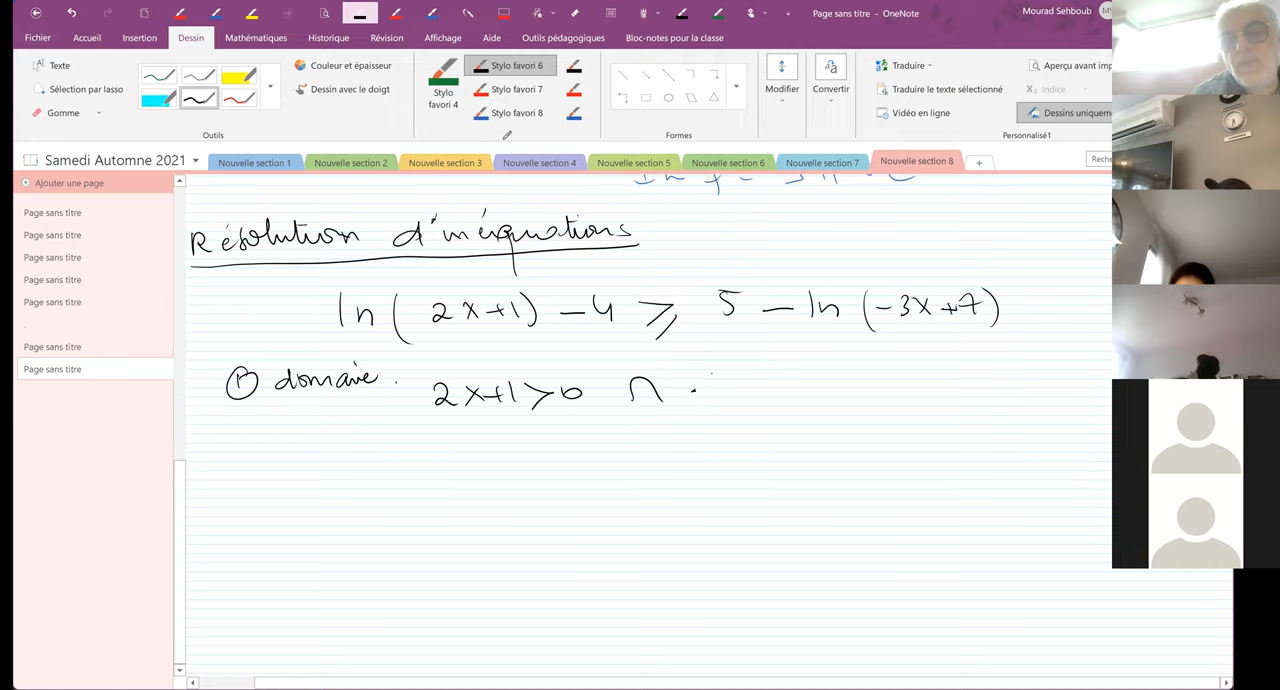 Page sans titre - OneNote
Mourad Sehboub
Fichier Accueil Insertion Dessin Mathématiques Historique Révision Affichage Aide Outils pédagogiques Bloc-notes pour la classe
Texte
Sélection par lasso
Gomme
Outils
Couleur et épaisseur
Dessin avec le doigt
Stylo favori 4
Stylo favori 6
Stylo favori 7
Stylo favori 8
Formes
Modifier
Convertir
Traduire
Traduire le texte sélectionné
Vidéo en ligne
Aperçu avant imp
Indice
Dessins uniqueme
Personnalisé1
Samedi Automne 2021
Nouvelle section 1 Nouvelle section 2 Nouvelle section 3 Nouvelle section 4 Nouvelle section 5 Nouvelle section 6 Nouvelle section 7 Nouvelle section 8
Reche
Ajouter une page
Page sans titre
Page sans titre
Page sans titre
Page sans titre
Page sans titre
Page sans titre
Page sans titre
Résolution d'inéquations
ln(2x+1) -4 ⩾ 5 - ln(-3x+7)
① domaine. 2x+1>0 ∩